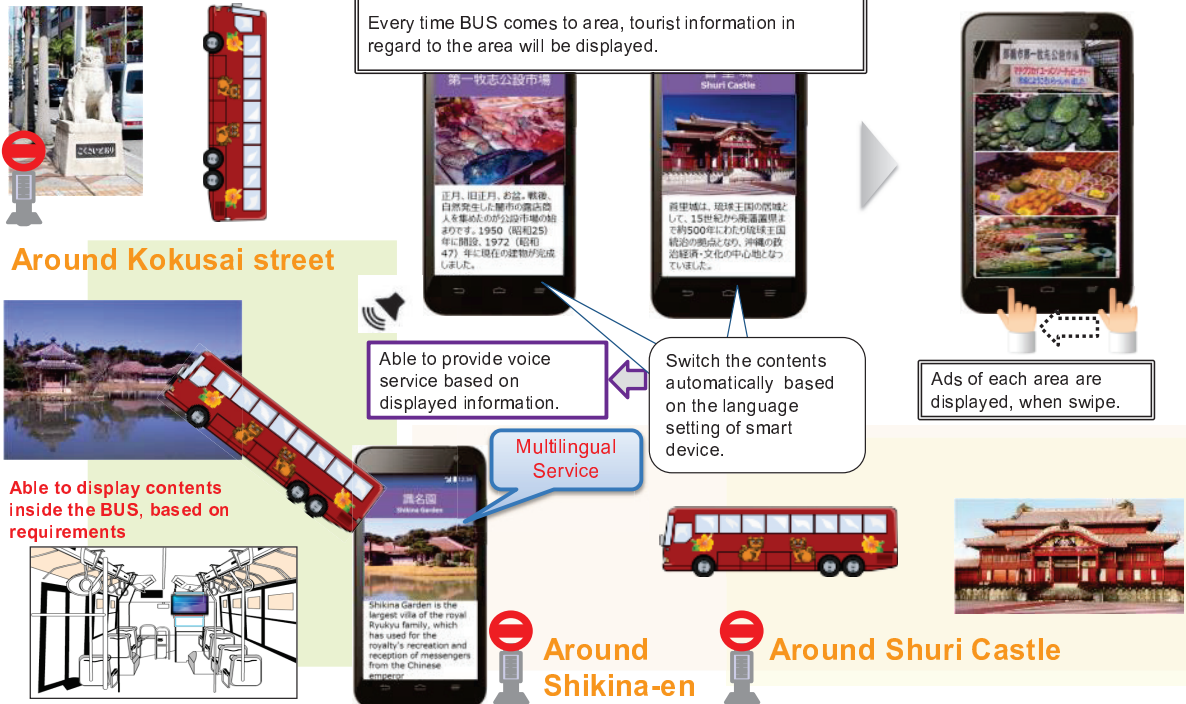 Every time BUS comes to area, tourist information in
regard to the area will be displayed.
こくさいどおり
第一牧志公設市場
正月、旧正月、お盆。戦後、
自然発生した闇市の露店商
人を集めたのが公設市場の始
まりです。1950（昭和25）
年に開設、1972（昭和
47）年に現在の建物が完成
しました。
首里城
Shuri Castle
首里城は、琉球王国の居城と
して、15世紀から廃藩置県ま
で約500年にわたり琉球王国
統治の拠点となり、沖縄の政
治経済・文化の中心地となっ
ていました。
Around Kokusai street
Able to provide voice
service based on
displayed information.
Switch the contents
automatically based
on the language
setting of smart
device.
Ads of each area are
displayed, when swipe.
Multilingual
Service
Able to display contents
inside the BUS, based on
requirements
12:38
識名園
Shikina Garden
Shikina Garden is the
largest villa of the royal
Ryukyu family, which
has used for the
royalty's recreation and
reception of messengers
from the Chinese
emperor
Around
Shikina-en
Around Shuri Castle